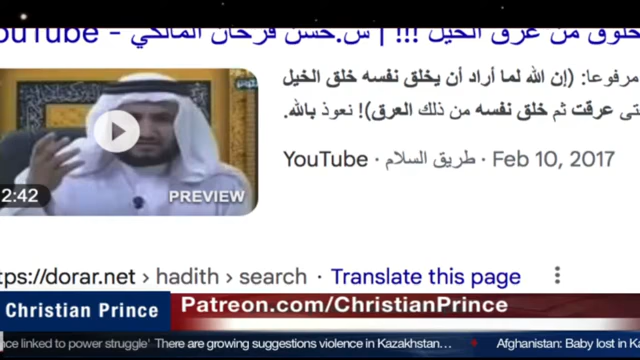 ouTube - خلوق من عرق الخيل !!! | ش.حسن فرحان المالكي
مرفوعا: (إن الله لما أراد أن يخلق نفسه خلق الخيل
تى عرقت ثم خلق نفسه من ذلك العرق)! نعوذ بالله.
YouTube · طريق السلام · Feb 10, 2017
2:42
PREVIEW
tps://dorar.net › hadith › search · Translate this page
Christian Prince
Patreon.com/ChristianPrince
nce linked to power struggle' There are growing suggestions violence in Kazakhstan…
Afghanistan: Baby lost in K